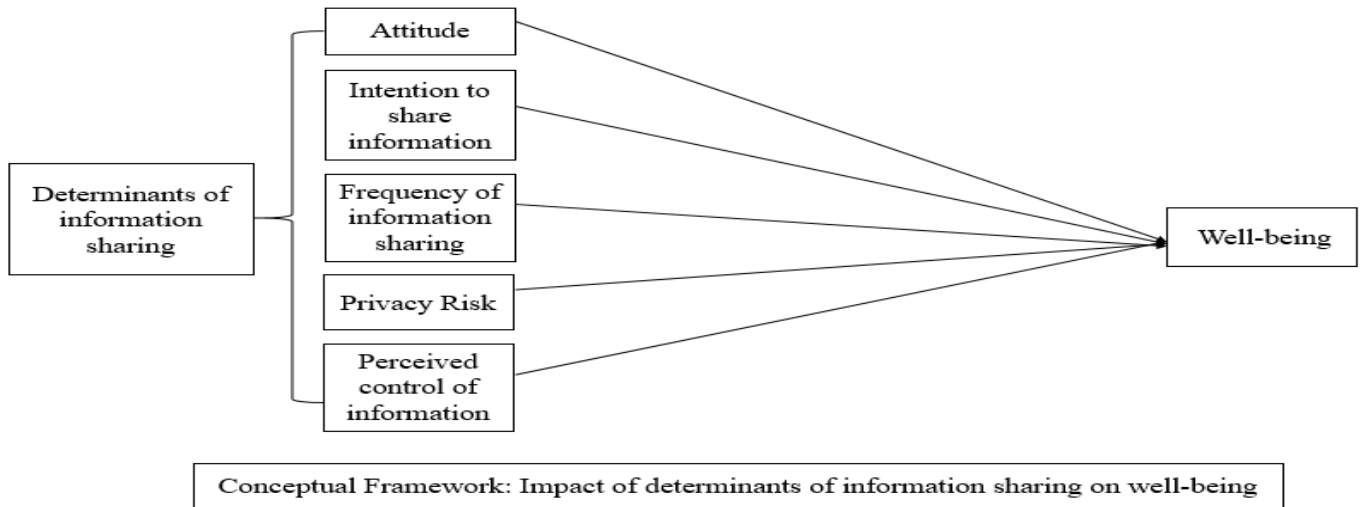 Attitude
Intention to
share
information
Determinants of
information
sharing
Frequency of
information
sharing
Well-being
Privacy Risk
Perceived
control of
information
Conceptual Framework: Impact of determinants of information sharing on well-being